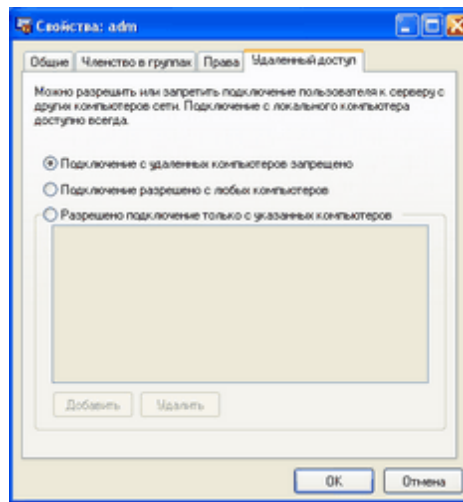 Свойства: adm
Общие Членство в группах Права Удаленный доступ
Можно разрешить или запретить подключение пользователя к серверу с
других компьютеров сети. Подключение с локального компьютера
доступно всегда.
Подключение с удаленных компьютеров запрещено
Подключение разрешено с любых компьютеров
Разрешено подключение только с указанных компьютеров
Добавить Удалить
OK Отмена